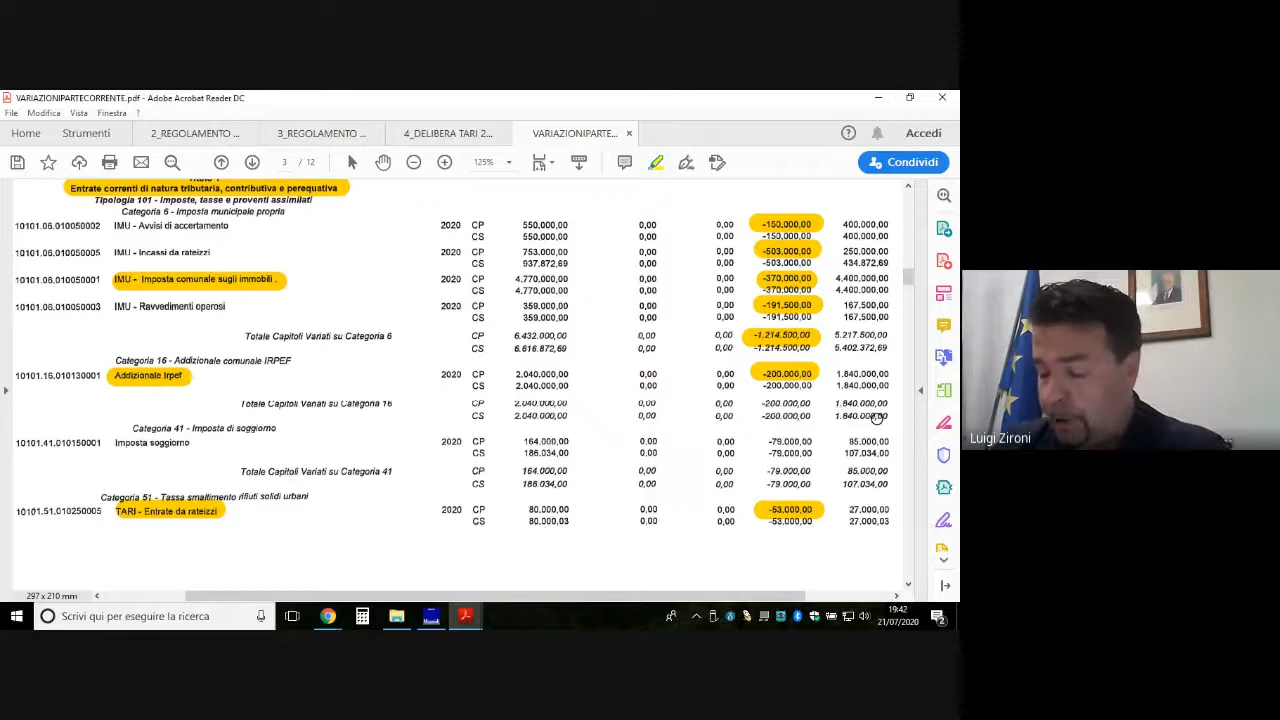 VARIAZIONIPARTECORRENTE.pdf - Adobe Acrobat Reader DC
File Modifica Vista Finestra ?
Home Strumenti 2_REGOLAMENTO ... 3_REGOLAMENTO ... 4_DELIBERA TARI 2... VARIAZIONIPARTE... × Accedi
3 / 12 125% Condividi
Entrate correnti di natura tributaria, contributiva e perequativa
Tipologia 101 - Imposte, tasse e proventi assimilati
Categoria 6 - Imposta municipale propria
10101.06.010050002 IMU - Avvisi di accertamento 2020 CP 550.000,00 0,00 0,00 -150.000,00 400.000,00
CS 550.000,00 0,00 0,00 -150.000,00 400.000,00
10101.06.010050005 IMU - Incassi da rateizzi 2020 CP 753.000,00 0,00 0,00 -503.000,00 250.000,00
CS 937.872,69 0,00 0,00 -503.000,00 434.872,69
10101.06.010050001 IMU - Imposta comunale sugli immobili . 2020 CP 4.770.000,00 0,00 0,00 -370.000,00 4.400.000,00
CS 4.770.000,00 0,00 0,00 -370.000,00 4.400.000,00
10101.06.010050003 IMU - Ravvedimenti operosi 2020 CP 359.000,00 0,00 0,00 -191.500,00 167.500,00
CS 359.000,00 0,00 0,00 -191.500,00 167.500,00
Totale Capitoli Variati su Categoria 6 CP 6.432.000,00 0,00 0,00 -1.214.500,00 5.217.500,00
CS 6.616.872,69 0,00 0,00 -1.214.500,00 5.402.372,69
Categoria 16 - Addizionale comunale IRPEF
10101.16.010130001 Addizionale Irpef 2020 CP 2.040.000,00 0,00 0,00 -200.000,00 1.840.000,00
CS 2.040.000,00 0,00 0,00 -200.000,00 1.840.000,00
Totale Capitoli Variati su Categoria 16 CP 2.040.000,00 0,00 0,00 -200.000,00 1.840.000,00
CS 2.040.000,00 0,00 0,00 -200.000,00 1.840.000,00
Categoria 41 - Imposta di soggiorno
10101.41.010150001 Imposta soggiorno 2020 CP 164.000,00 0,00 0,00 -79.000,00 85.000,00
CS 186.034,00 0,00 0,00 -79.000,00 107.034,00
Totale Capitoli Variati su Categoria 41 CP 164.000,00 0,00 0,00 -79.000,00 85.000,00
CS 186.034,00 0,00 0,00 -79.000,00 107.034,00
Categoria 51 - Tassa smaltimento rifiuti solidi urbani
10101.51.010250005 TARI - Entrate da rateizzi 2020 CP 80.000,00 0,00 0,00 -53.000,00 27.000,00
CS 80.000,03 0,00 0,00 -53.000,00 27.000,03
297 x 210 mm
Scrivi qui per eseguire la ricerca
19:42
21/07/2020
2
Luigi Zironi